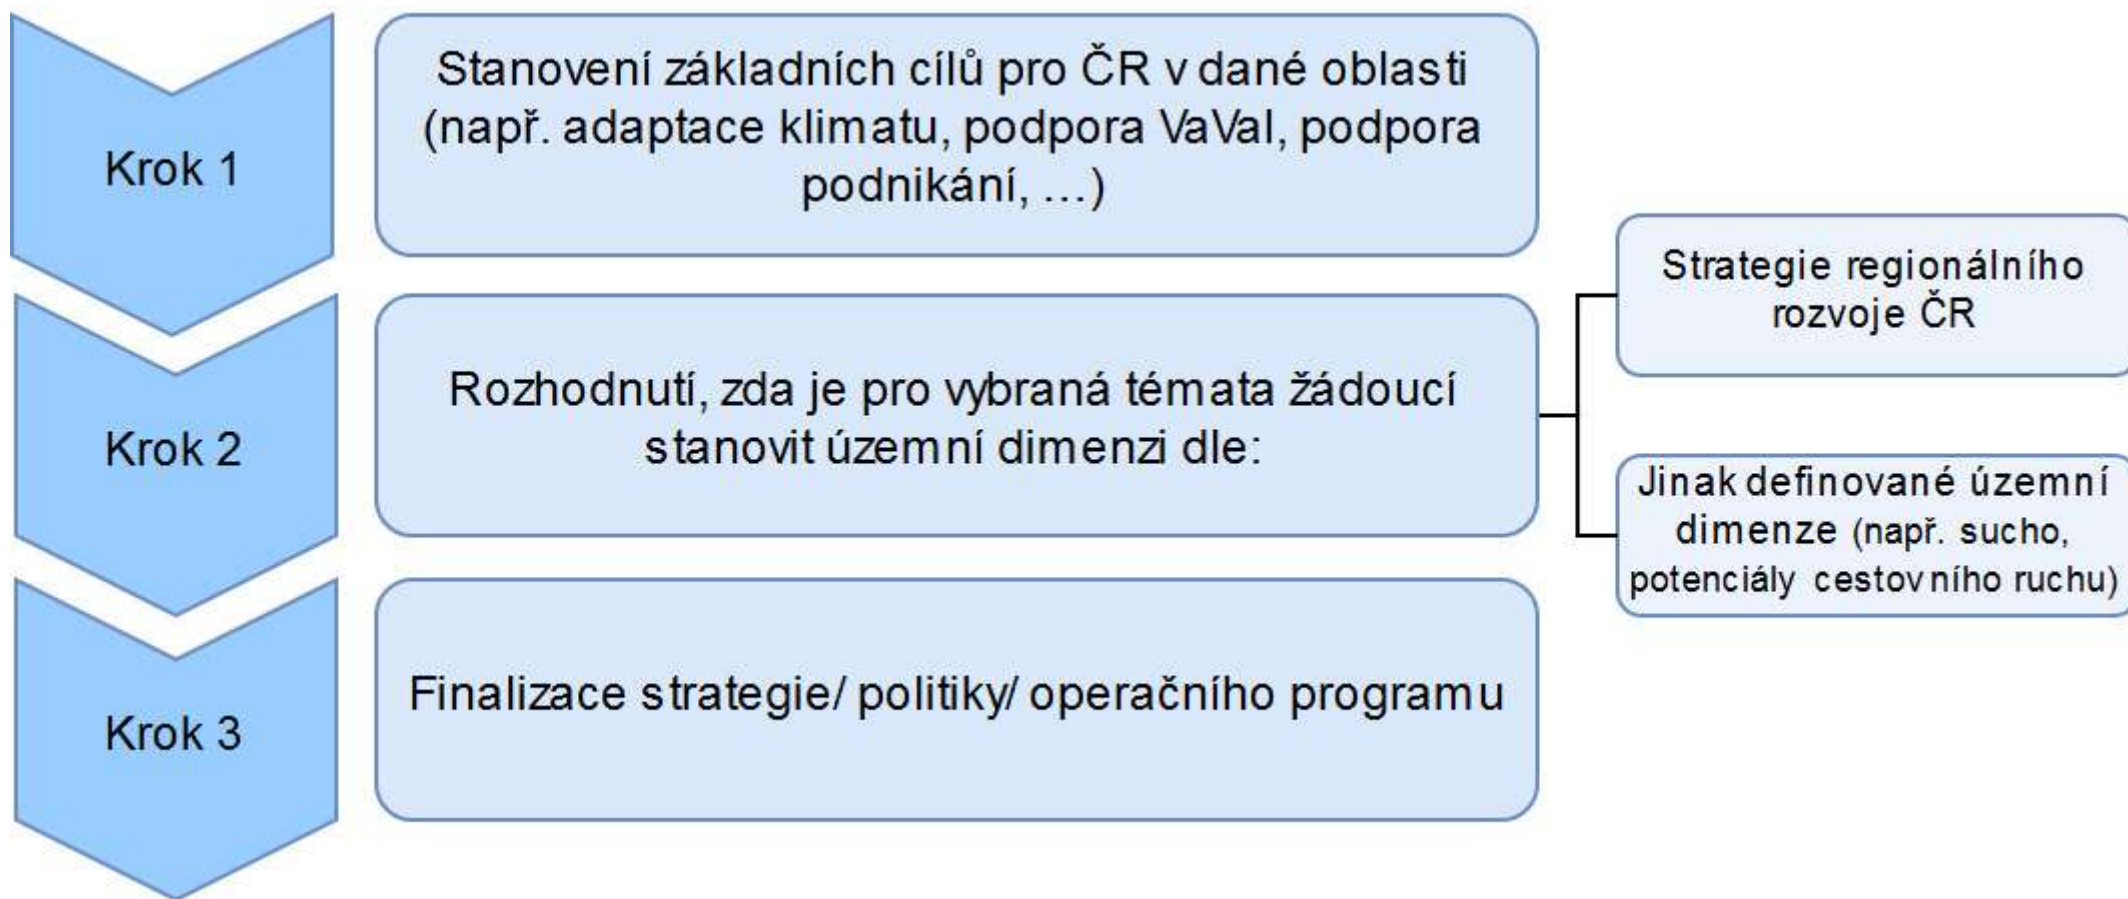 Krok 1
Stanovení základních cílů pro ČR v dané oblasti
(např. adaptace klimatu, podpora VaVaI, podpora
podnikání, …)
Krok 2
Rozhodnutí, zda je pro vybraná témata žádoucí
stanovit územní dimenzi dle:
Strategie regionálního
rozvoje ČR
Jinak definované územní
dimenze (např. sucho,
potenciály cestovního ruchu)
Krok 3
Finalizace strategie/ politiky/ operačního programu